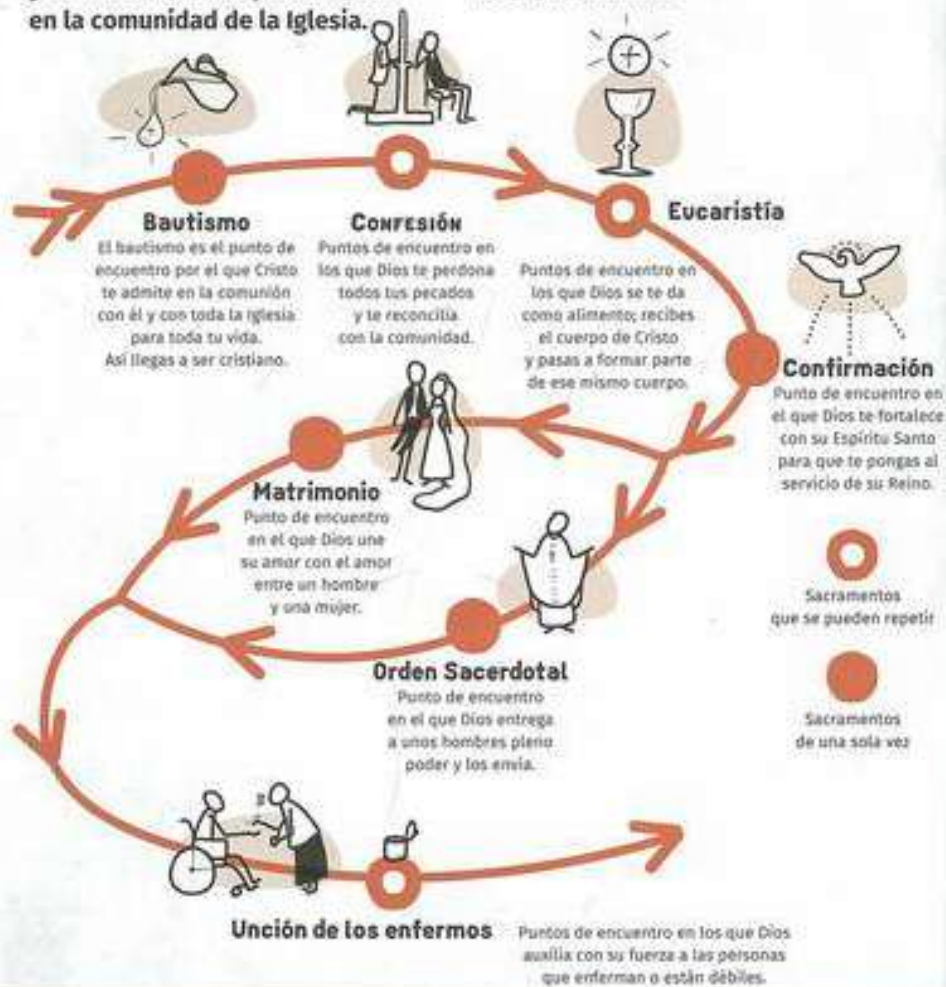 en la comunidad de la Iglesia.
Bautismo
El bautismo es el punto de
encuentro por el que Cristo
te admite en la comunión
con él y con toda la Iglesia
para toda tu vida.
Así llegas a ser cristiano.
CONFESIÓN
Puntos de encuentro en
los que Dios te perdona
todos tus pecados
y te reconcilia
con la comunidad.
Eucaristía
Puntos de encuentro en
los que Dios se te da
como alimento; recibes
el cuerpo de Cristo
y pasas a formar parte
de ese mismo cuerpo.
Confirmación
Punto de encuentro en
el que Dios te fortalece
con su Espíritu Santo
para que te pongas al
servicio de su Reino.
Matrimonio
Punto de encuentro
en el que Dios une
su amor con el amor
entre un hombre
y una mujer.
Orden Sacerdotal
Punto de encuentro
en el que Dios entrega
a unos hombres pleno
poder y los envía.
Sacramentos
que se pueden repetir
Sacramentos
de una sola vez
Unción de los enfermos
Puntos de encuentro en los que Dios
auxilia con su fuerza a las personas
que enferman o están débiles.